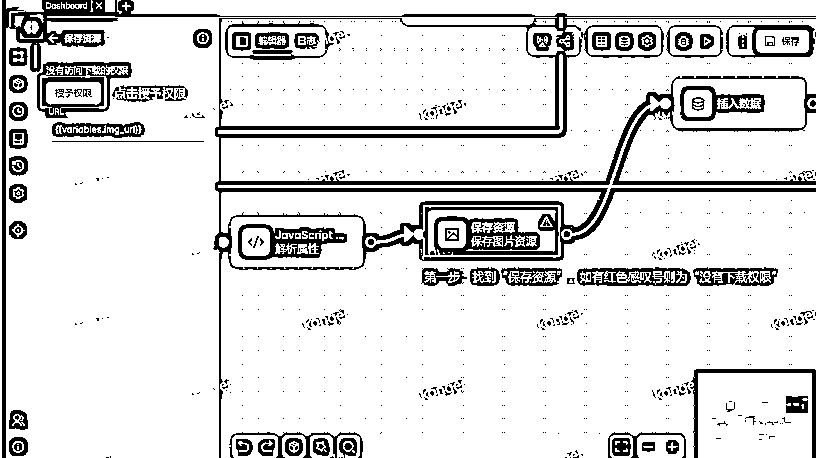 Dashboard
保存资源
编辑器 日志
保存
没有访问下载的权限
授予权限 点击授予权限
URL
{{variables.img_url}}
插入数据
JavaScript ...
解析属性
保存资源
保存图片资源
第一步 找到“保存资源”，如有红色感叹号则为“没有下载权限”